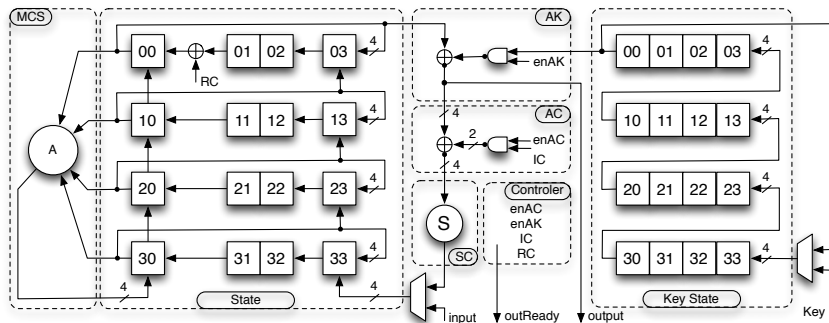 MCS
AK
4
00
01
02
03
4
enAK
00
01
02
03
4
RC
4
AC
10
11
12
13
4
2
enAC
IC
4
10
11
12
13
4
A
20
21
22
23
4
Controler
enAC
enAK
IC
RC
20
21
22
23
4
S
SC
30
31
32
33
4
30
31
32
33
4
4
State
4
input
outReady
output
Key State
Key